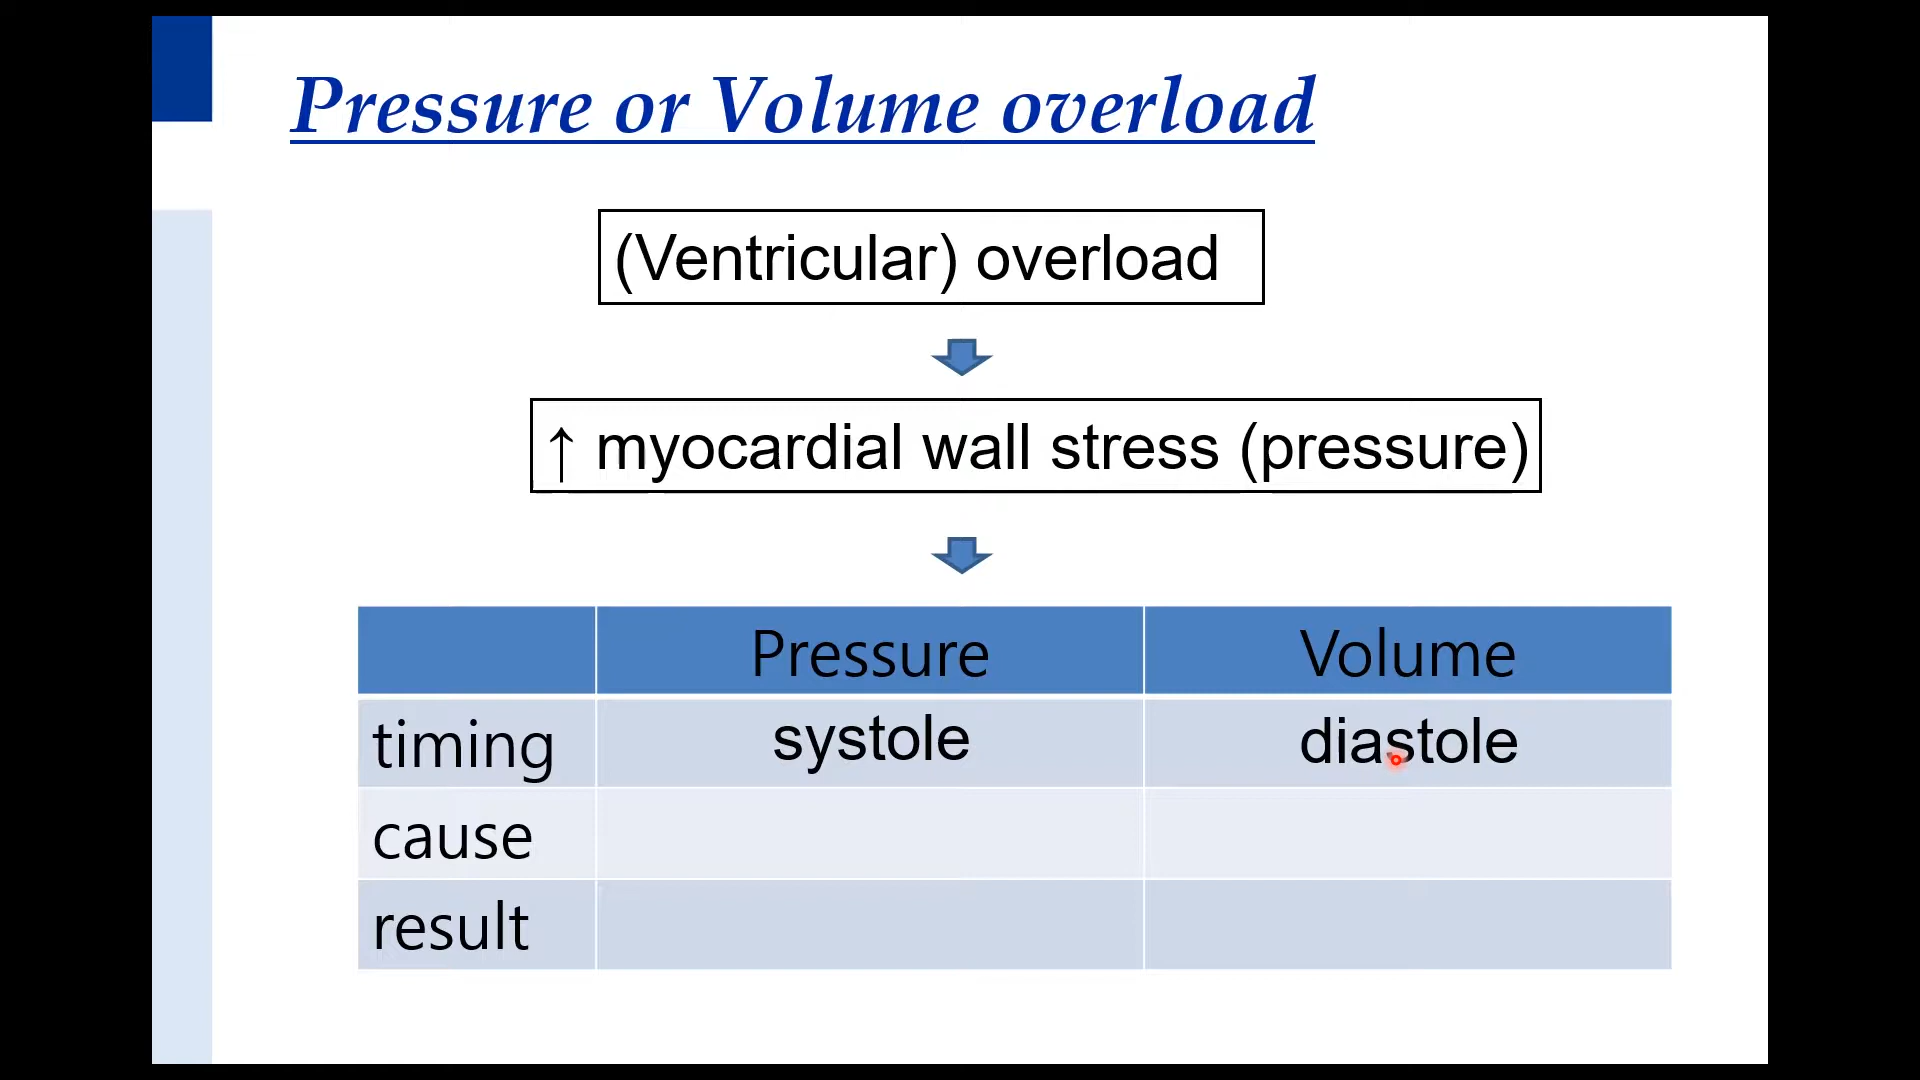 Pressure or Volume overload
(Ventricular) overload
↑ myocardial wall stress (pressure)
Pressure Volume
timing systole diastole
cause
result